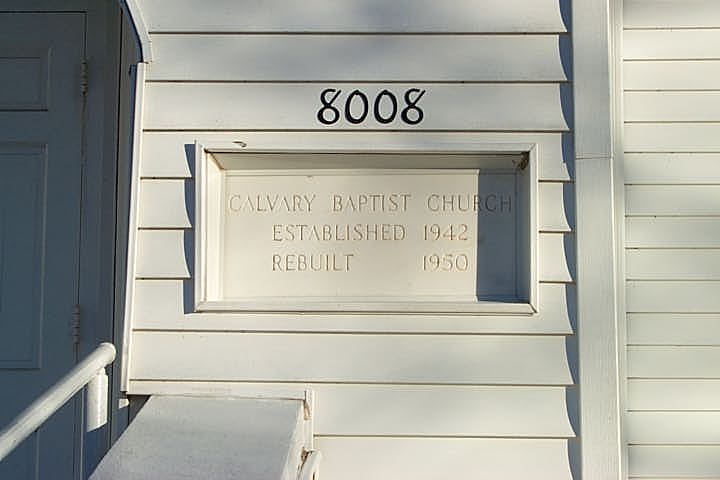 8008
CALVARY BAPTIST CHURCH
ESTABLISHED 1942
REBUILT 1950